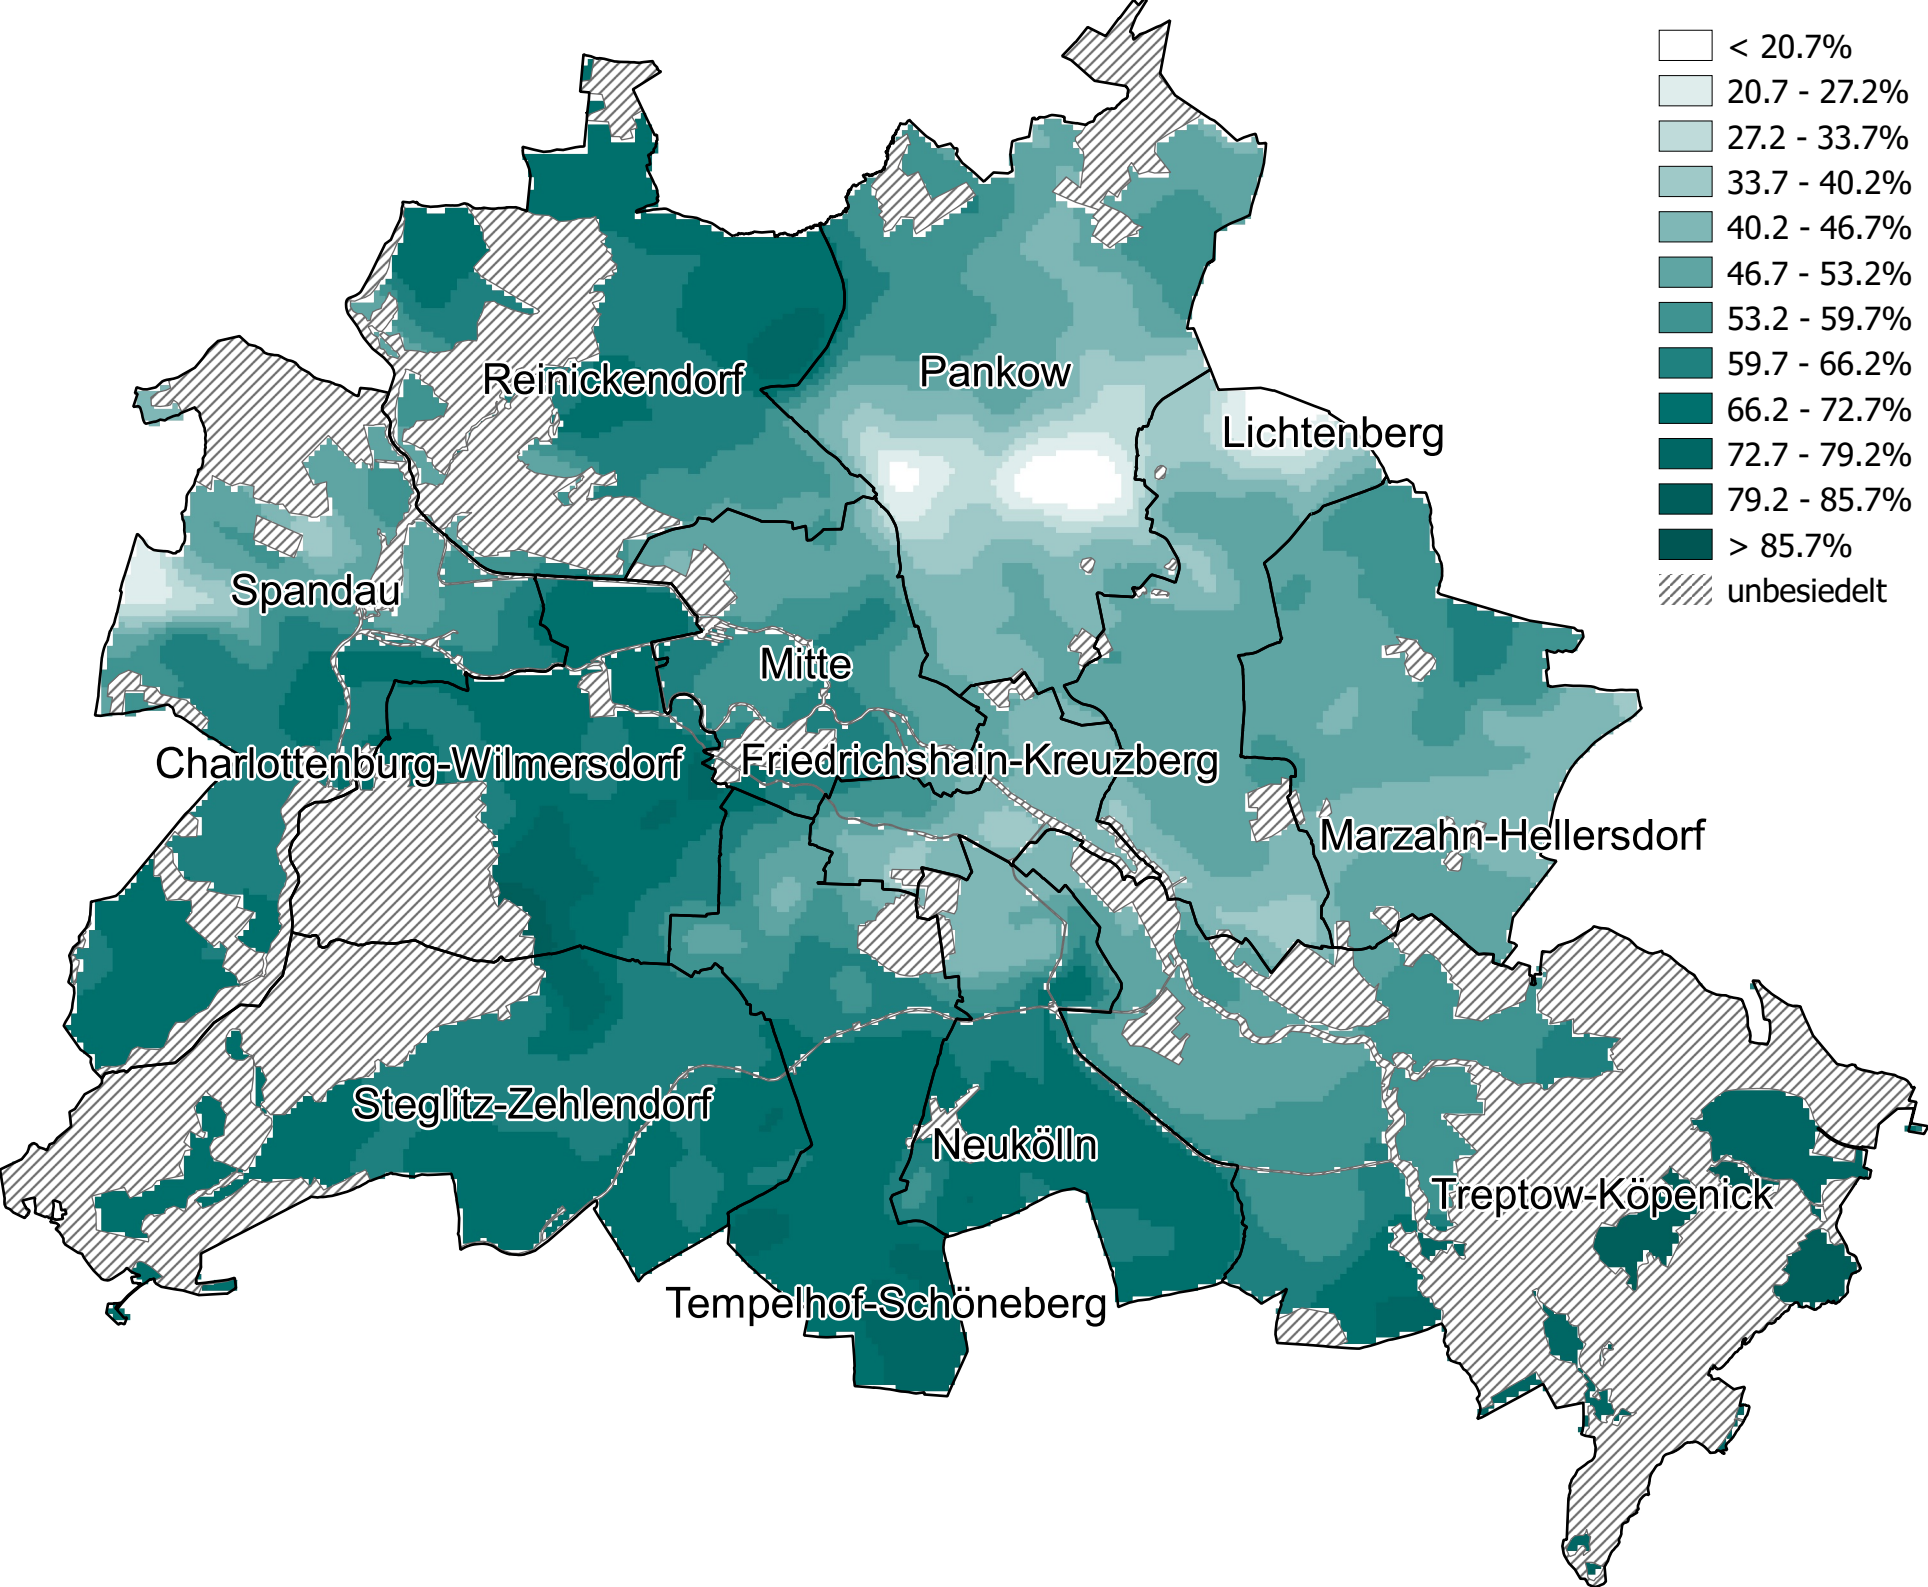 < 20.7%
20.7 - 27.2%
27.2 - 33.7%
33.7 - 40.2%
40.2 - 46.7%
46.7 - 53.2%
53.2 - 59.7%
59.7 - 66.2%
66.2 - 72.7%
72.7 - 79.2%
79.2 - 85.7%
> 85.7%
unbesiedelt
Reinickendorf
Pankow
Lichtenberg
Spandau
Mitte
Charlottenburg-Wilmersdorf
Friedrichshain-Kreuzberg
Marzahn-Hellersdorf
Steglitz-Zehlendorf
Neukölln
Treptow-Köpenick
Tempelhof-Schöneberg